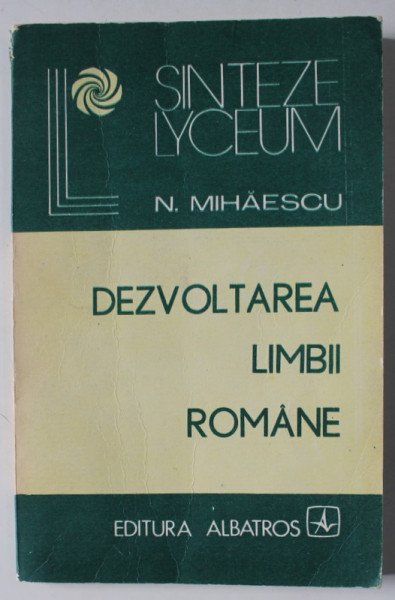 SINTEZE
LYCEUM
N. MIHĂESCU
DEZVOLTAREA
LIMBII
ROMÂNE
EDITURA ALBATROS